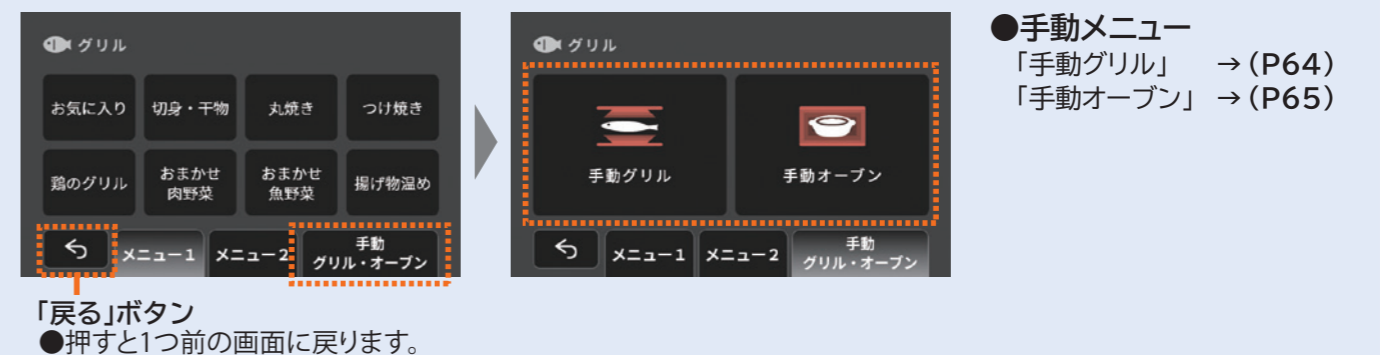 グリル
お気に入り 切身・干物 丸焼き つけ焼き
鶏のグリル おまかせ 肉野菜 おまかせ 魚野菜 揚げ物温め
メニュー1 メニュー2 手動 グリル・オーブン
「戻る」ボタン
●押すと1つ前の画面に戻ります。
グリル
手動グリル 手動オーブン
メニュー1 メニュー2 手動 グリル・オーブン
●手動メニュー
「手動グリル」 →(P64)
「手動オーブン」 →(P65)